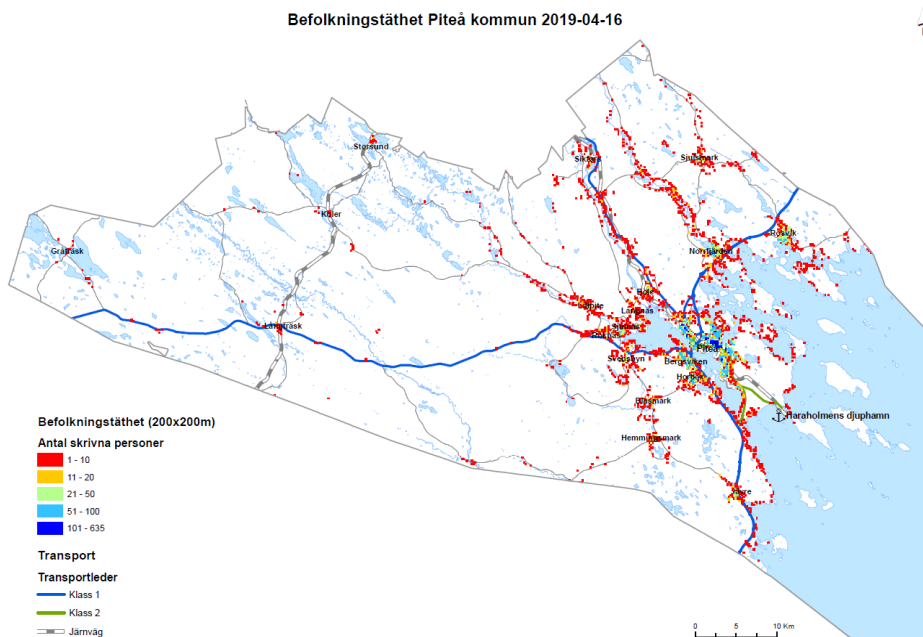 Befolkningstäthet Piteå kommun 2019-04-16
Storsund
Sikfors
Sjulsmark
Koler
Gråträsk
Rosvik
Norrfjärden
Böle
Långnäs
Långträsk
Piteå
Svensbyn
Bergsviken
Hortlax
Blåsmark
Haraholmens djuphamn
Hemmingsmark
Befolkningstäthet (200x200m)
Antal skrivna personer
1 - 10
11 - 20
21 - 50
51 - 100
101 - 635
Transport
Transportleder
Klass 1
Klass 2
Järnväg
0 5 10 Km